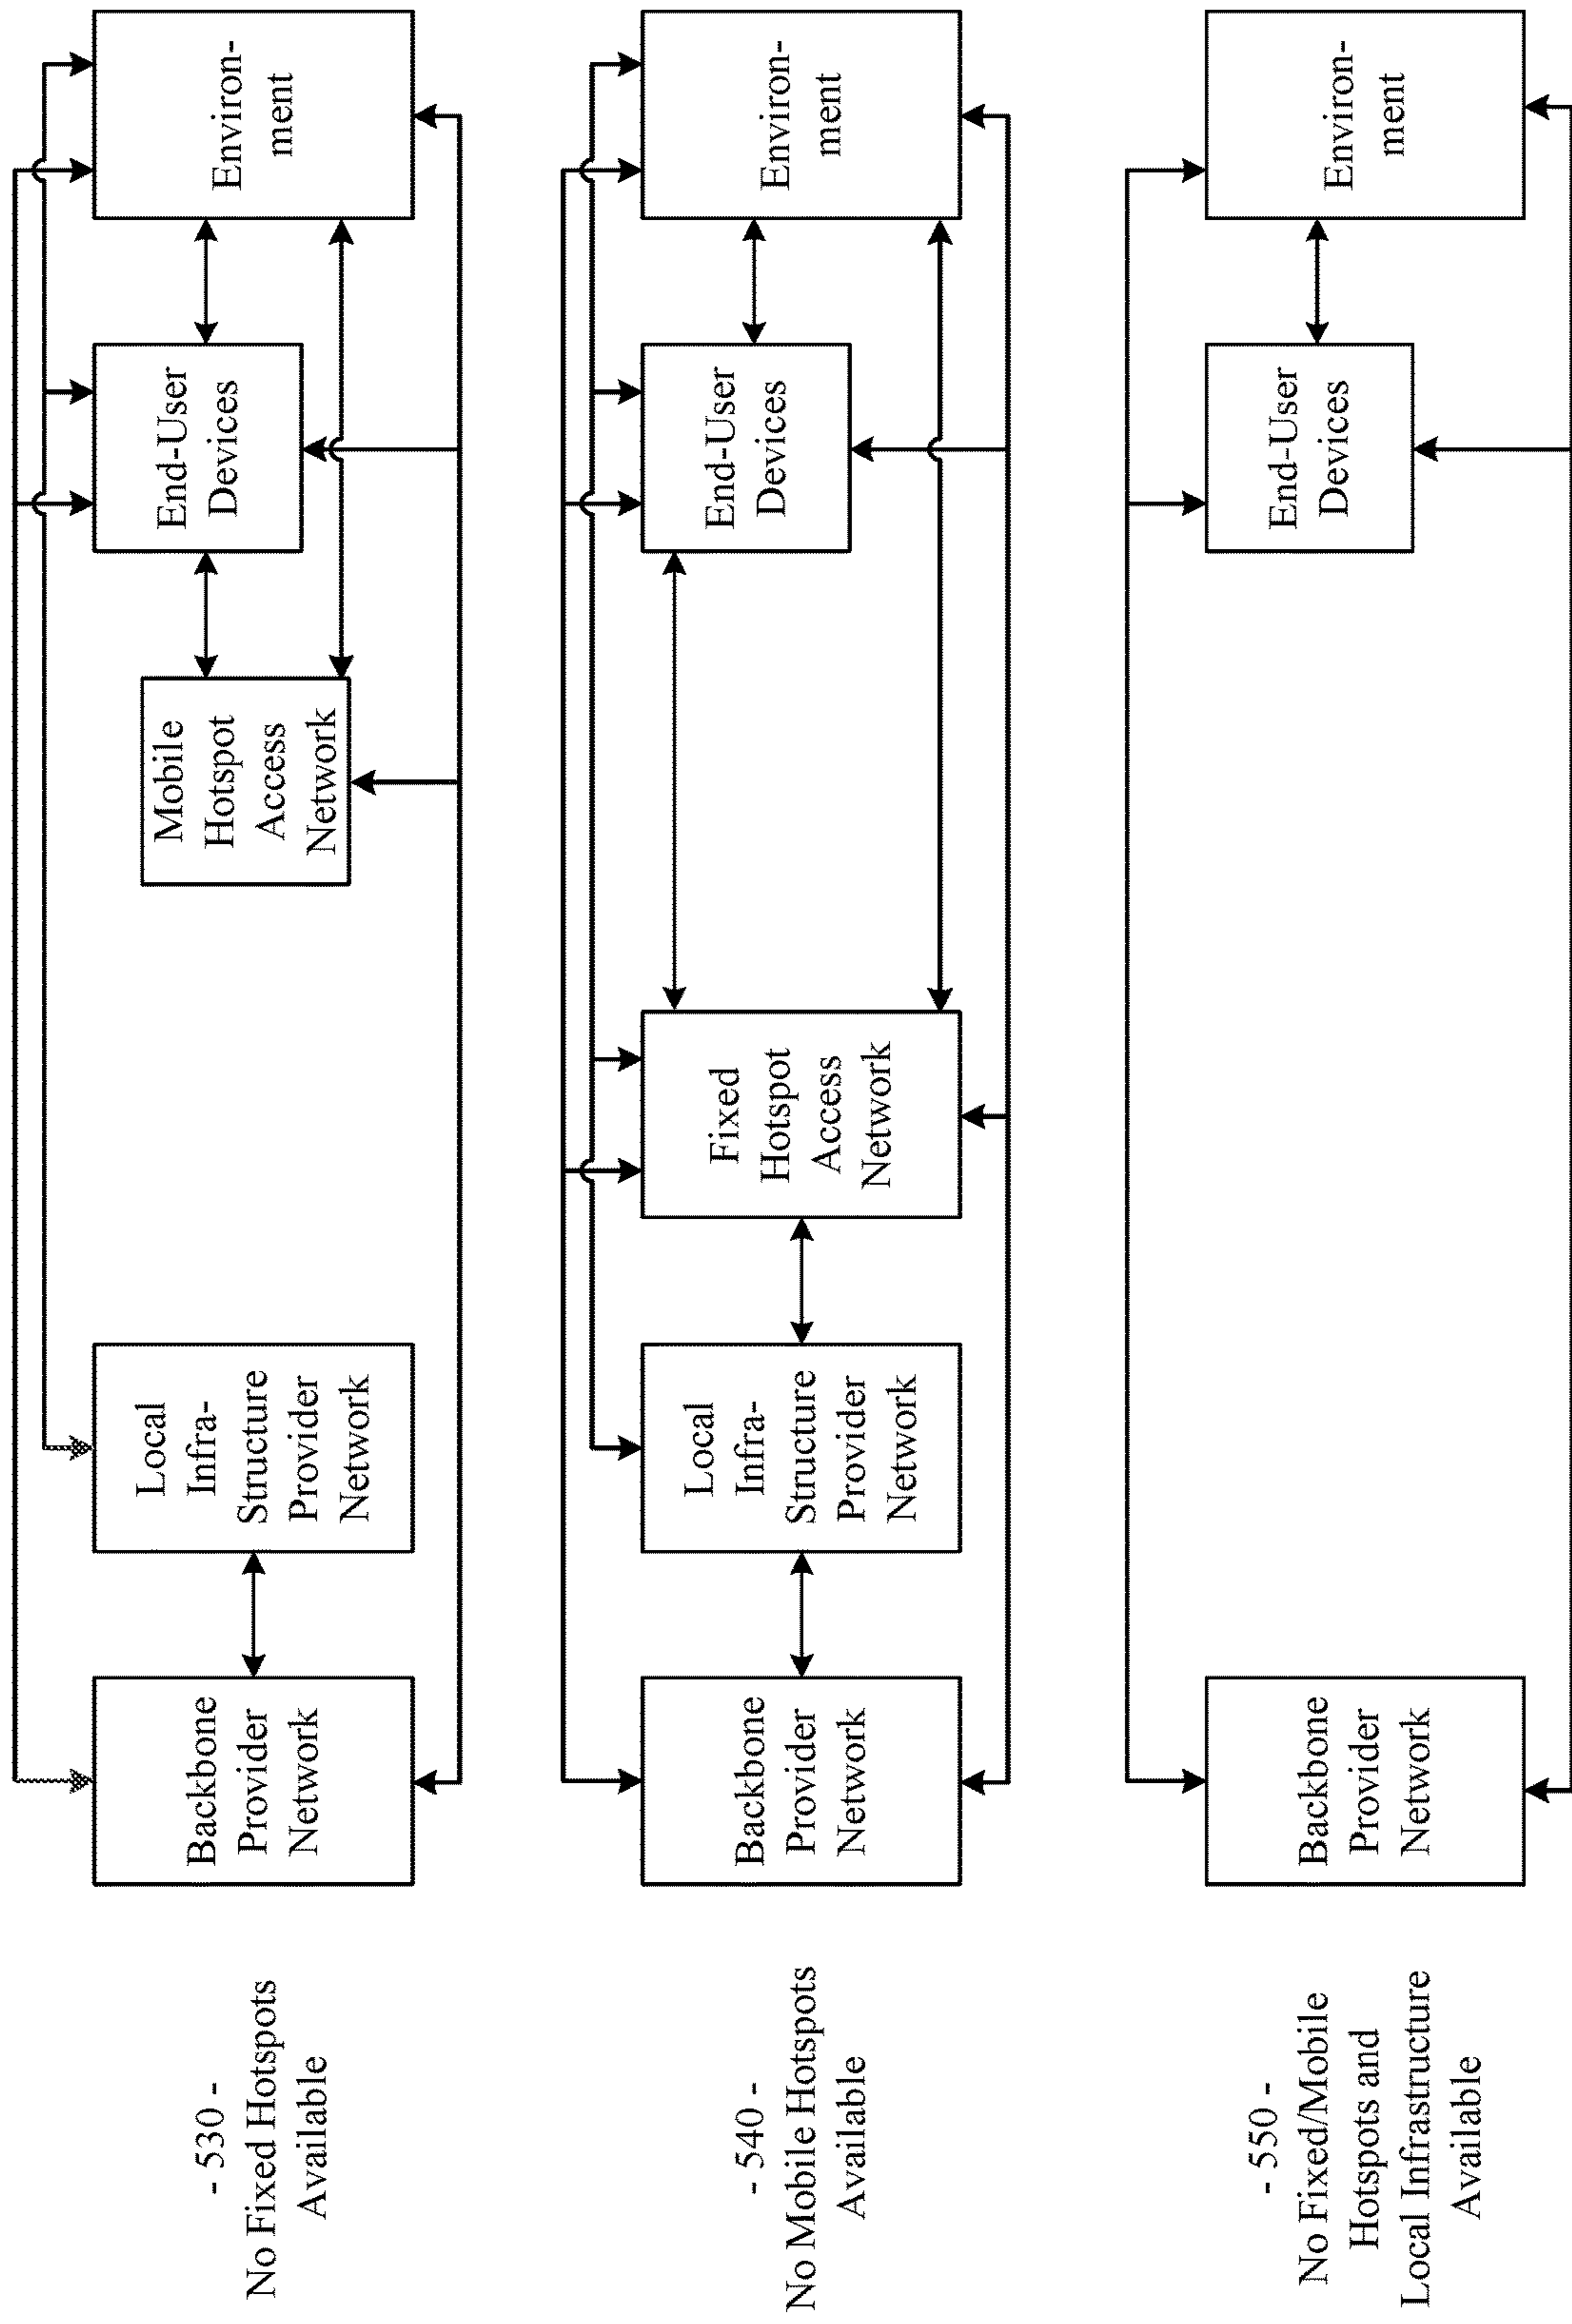 - 530 -
No Fixed Hotspots
Available
Backbone
Provider
Network
Local
Infra-
Structure
Provider
Network
Mobile
Hotspot
Access
Network
End-User
Devices
Environ-
ment
- 540 -
No Mobile Hotspots
Available
Backbone
Provider
Network
Local
Infra-
Structure
Provider
Network
Fixed
Hotspot
Access
Network
End-User
Devices
Environ-
ment
- 550 -
No Fixed/Mobile
Hotspots and
Local Infrastructure
Available
Backbone
Provider
Network
End-User
Devices
Environ-
ment